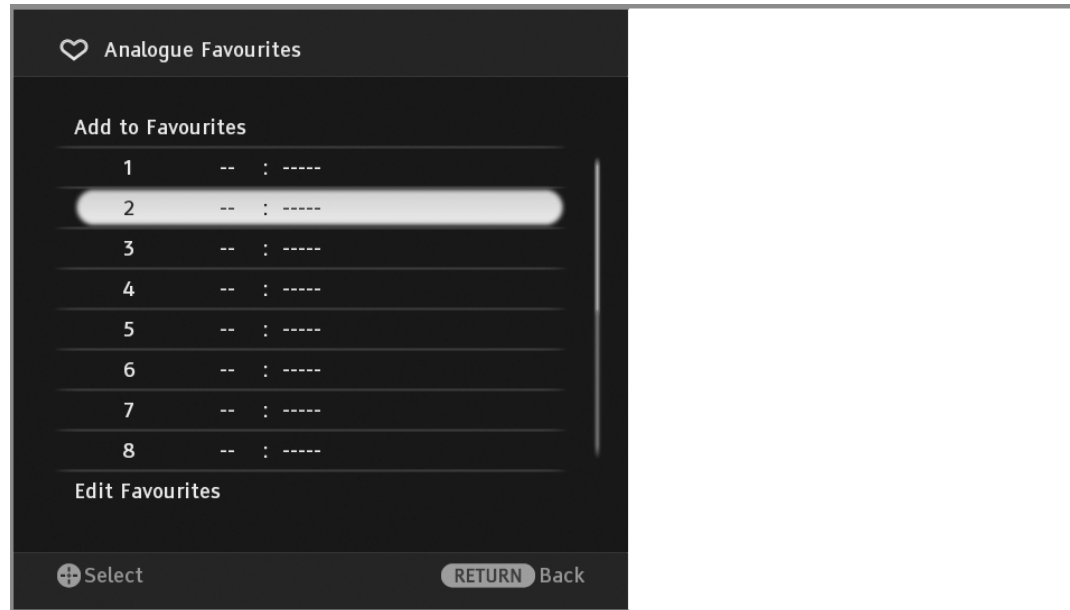 Analogue Favourites
Add to Favourites
1 -- : -----
2 -- : -----
3 -- : -----
4 -- : -----
5 -- : -----
6 -- : -----
7 -- : -----
8 -- : -----
Edit Favourites
Select RETURN Back